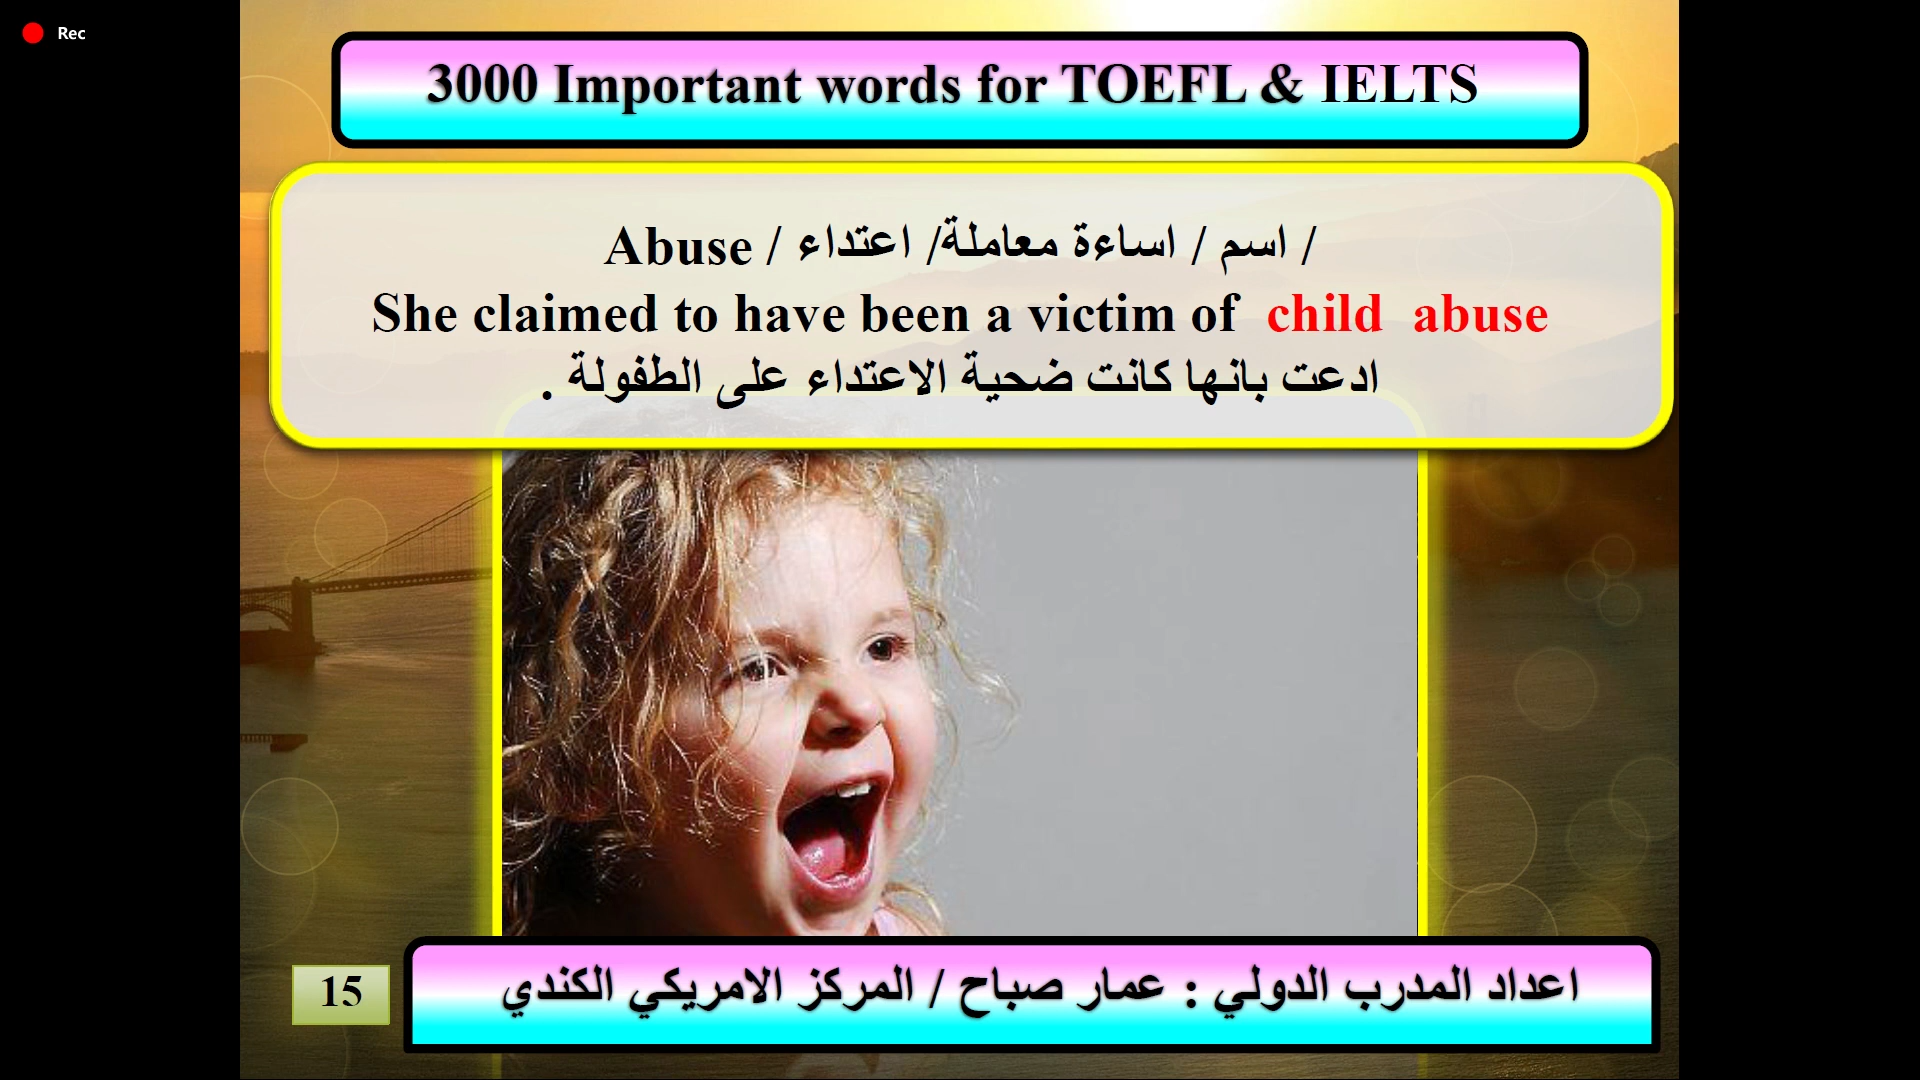 Rec
3000 Important words for TOEFL & IELTS
Abuse / اسم / اساءة معاملة/ اعتداء /
She claimed to have been a victim of child abuse
ادعت بانها كانت ضحية الاعتداء على الطفولة .
15
اعداد المدرب الدولي : عمار صباح / المركز الامريكي الكندي